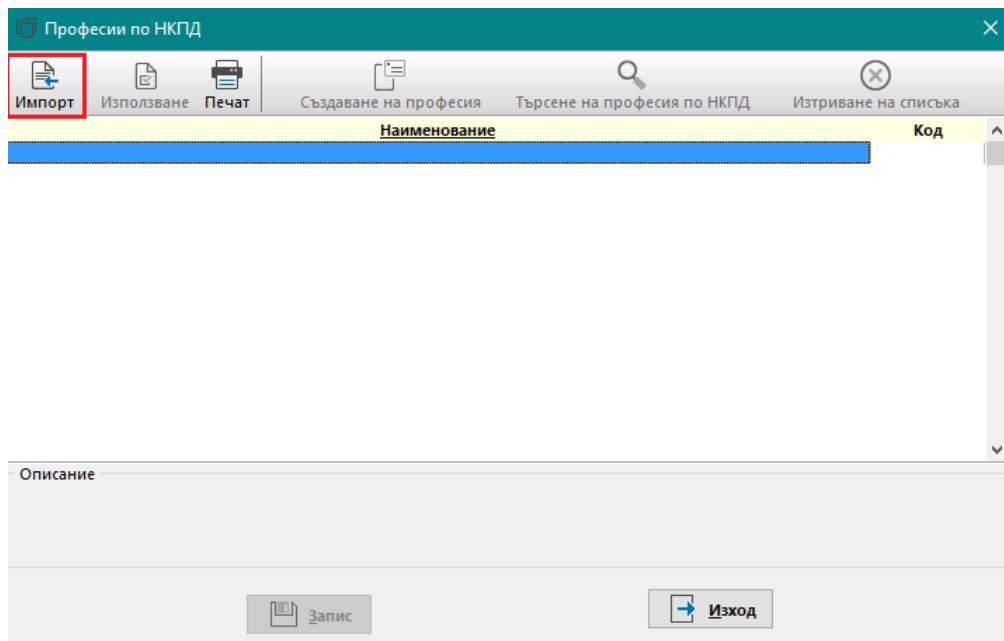 Професии по НКПД
Импорт Използване Печат Създаване на професия Търсене на професия по НКПД Изтриване на списъка
Наименование Код
Описание
Запис Изход